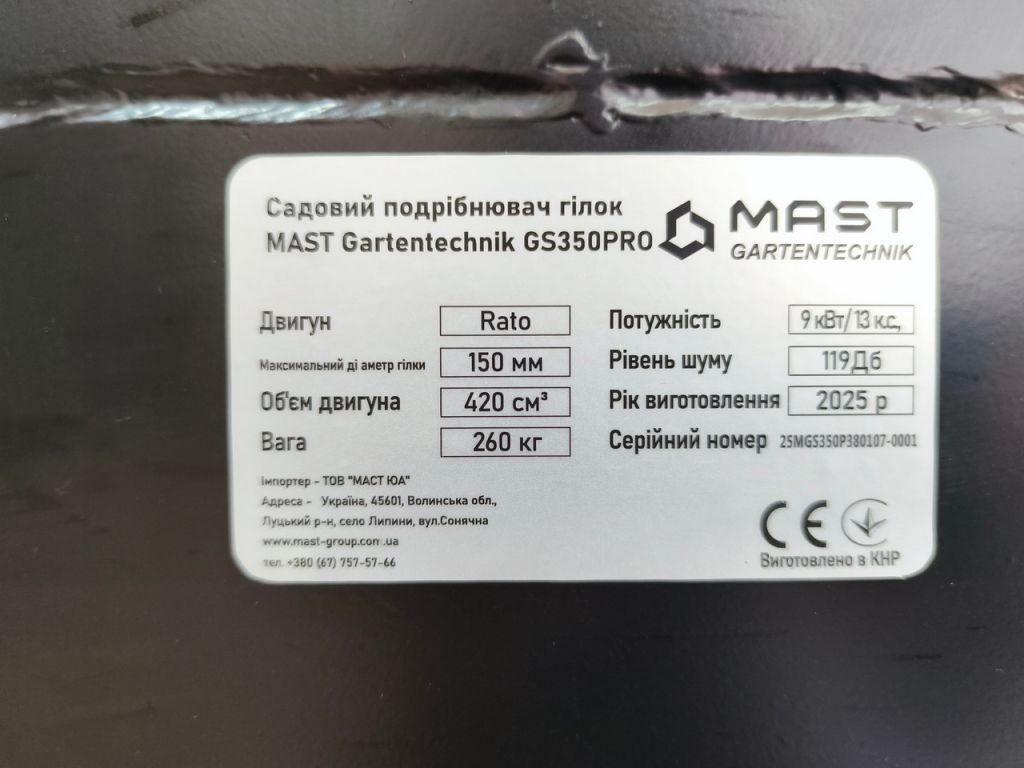 Садовий подрібнювач гілок
MAST Gartentechnik GS350PRO
MAST
GARTENTECHNIK
Двигун Rato
Потужність 9 кВт/ 13 к.с,
Максимальний ді аметр гілки 150 мм
Рівень шуму 119Дб
Об'єм двигуна 420 см³
Рік виготовлення 2025 р
Вага 260 кг
Серійний номер 25MGS350P380107-0001
Імпортер - ТОВ "МАСТ ЮА"
Адреса - Україна, 45601, Волинська обл.,
Луцький р-н, село Липини, вул.Сонячна
www.mast-group.com.ua
тел. +380 (67) 757-57-66
CE
Виготовлено в КНР